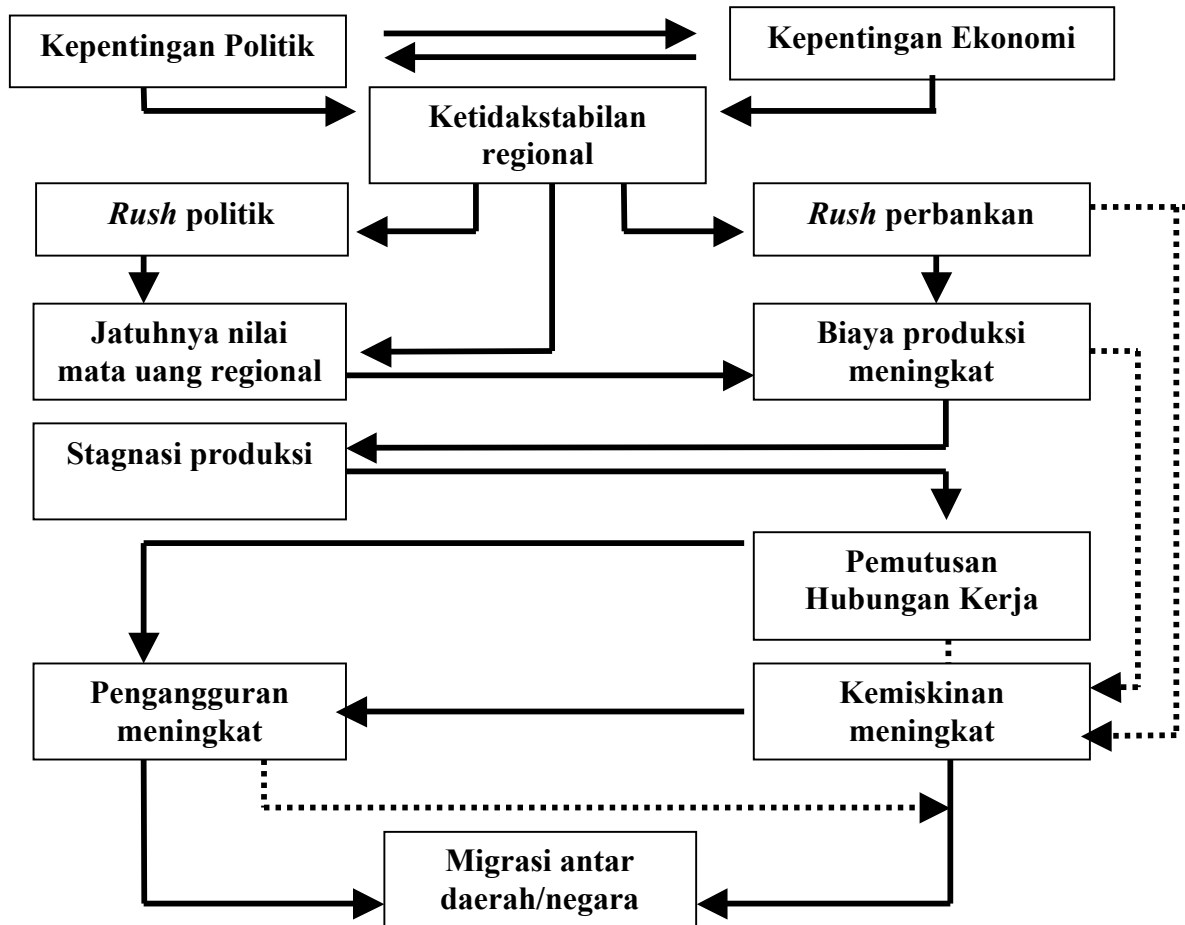 Kepentingan Politik
Kepentingan Ekonomi
Ketidakstabilan
regional
Rush politik
Rush perbankan
Jatuhnya nilai
mata uang regional
Biaya produksi
meningkat
Stagnasi produksi
Pemutusan
Hubungan Kerja
Pengangguran
meningkat
Kemiskinan
meningkat
Migrasi antar
daerah/negara